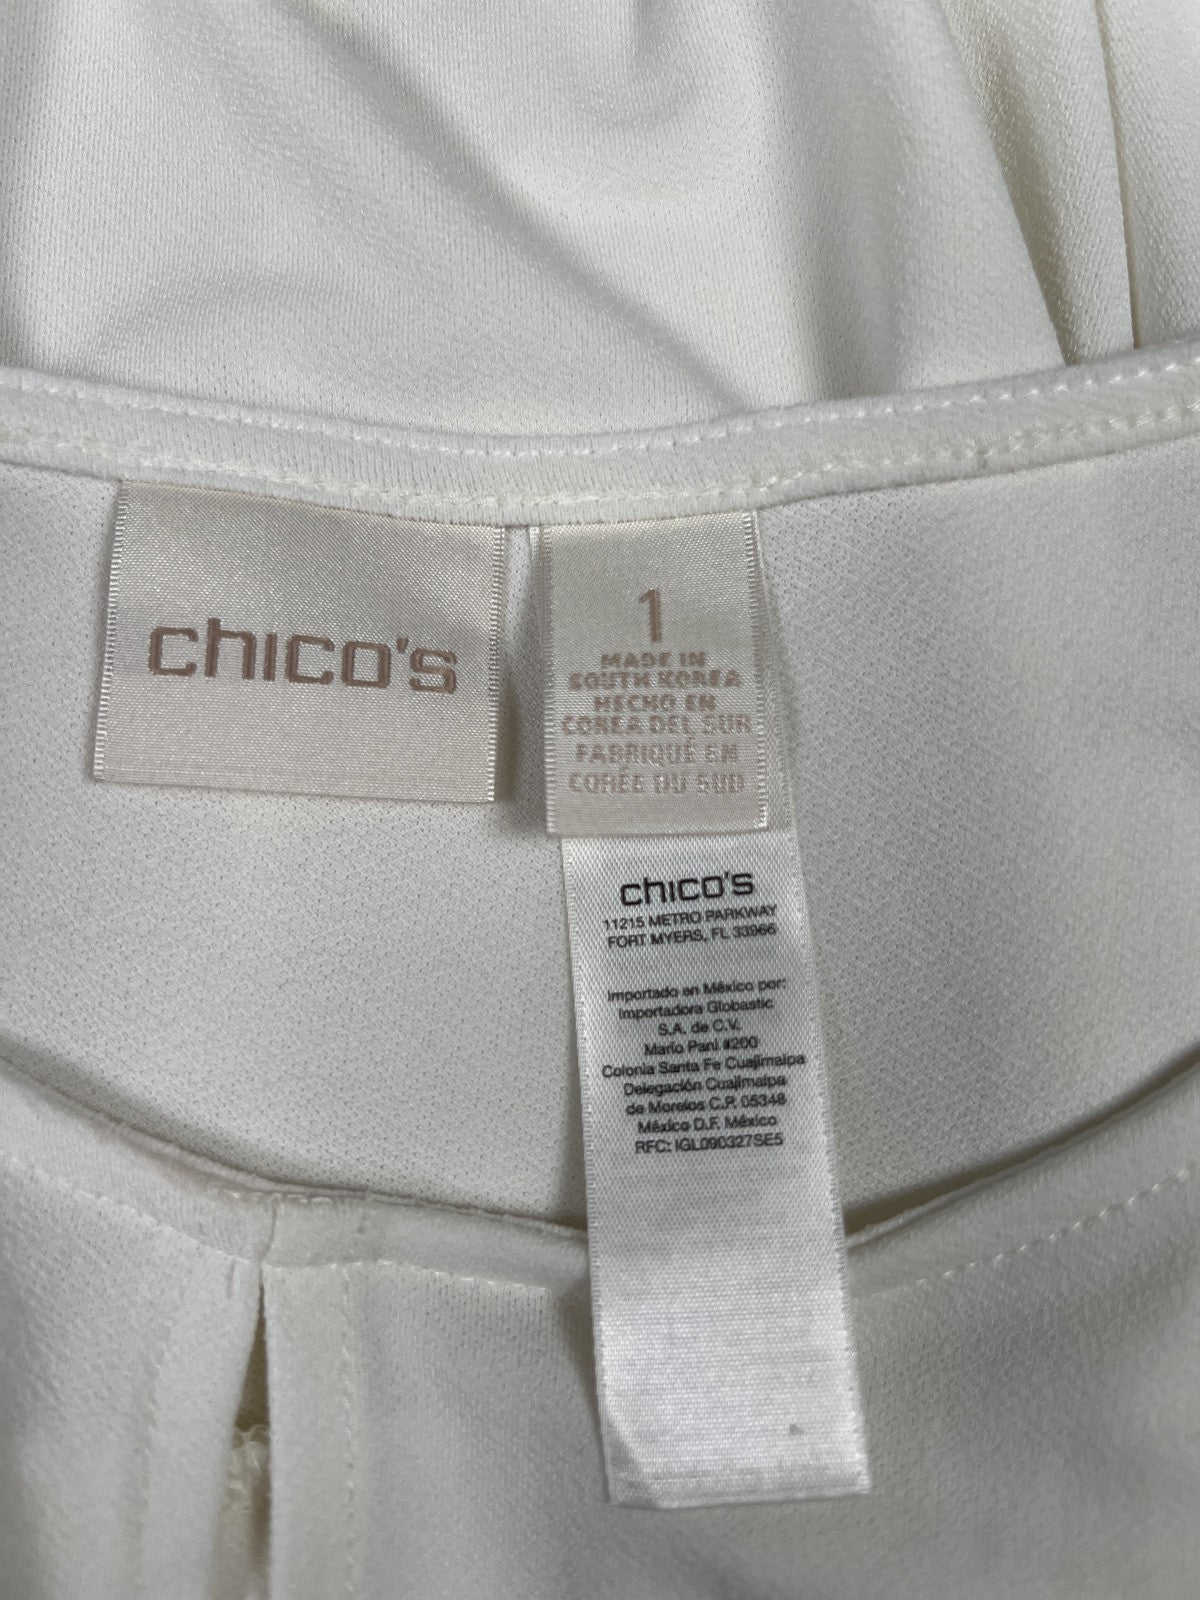 chico's
1
MADE IN
SOUTH KOREA
HECHO EN
COREA DEL SUR
FABRIQUÉ EN
CORÉE DU SUD
chico's
11215 METRO PARKWAY
FORT MYERS, FL 33966
Importado en México por:
Importadora Globastic
S.A. de C.V.
Mario Pani #200
Colonia Santa Fe Cuajimalpa
Delegación Cuajimalpa
de Morelos C.P. 05348
México D.F. México
RFC: IGL090327SE5